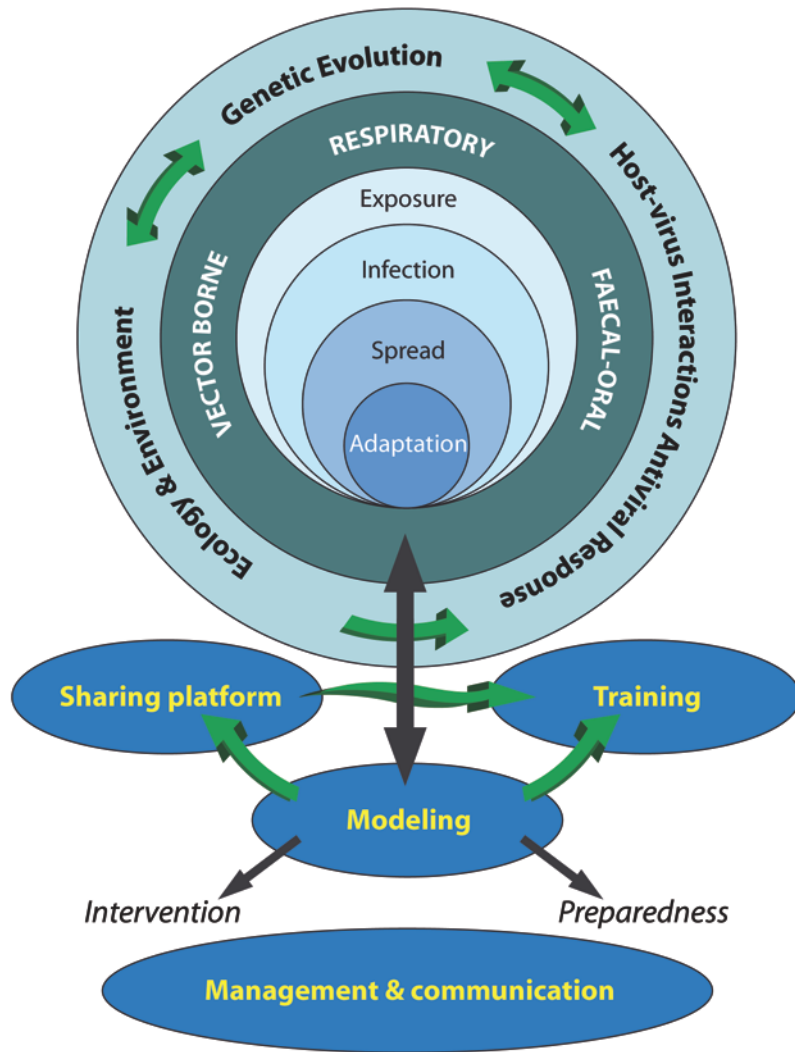 Genetic Evolution
Host-virus Interactions Antiviral Response
Ecology & Environment
RESPIRATORY
VECTOR BORNE
FAECAL-ORAL
Exposure
Infection
Spread
Adaptation
Sharing platform
Training
Modeling
Intervention
Preparedness
Management & communication